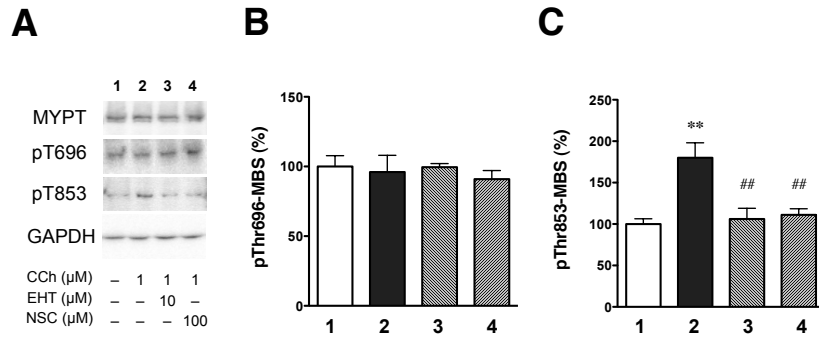 A
1 2 3 4
MYPT
pT696
pT853
GAPDH
CCh (µM) – 1 1 1
EHT (µM) – – 10 –
NSC (µM) – – – 100
B
pThr696-MBS (%)
150
100
50
0
1 2 3 4
C
pThr853-MBS (%)
250
200
150
100
50
0
**
## ##
1 2 3 4